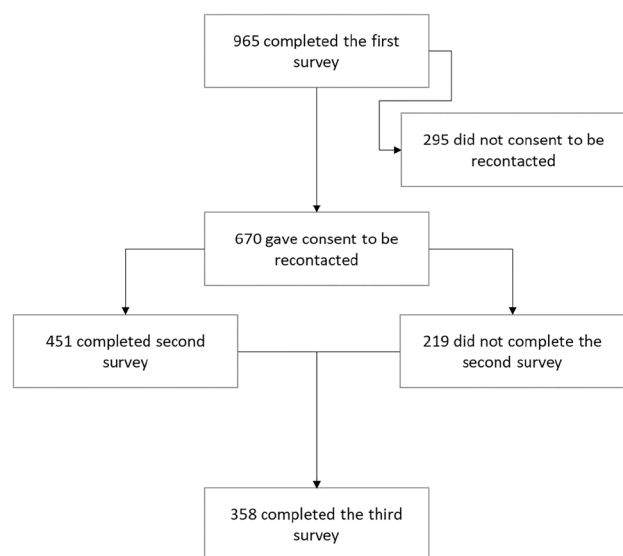 965 completed the first
survey
295 did not consent to be
recontacted
670 gave consent to be
recontacted
451 completed second
survey
219 did not complete the
second survey
358 completed the third
survey